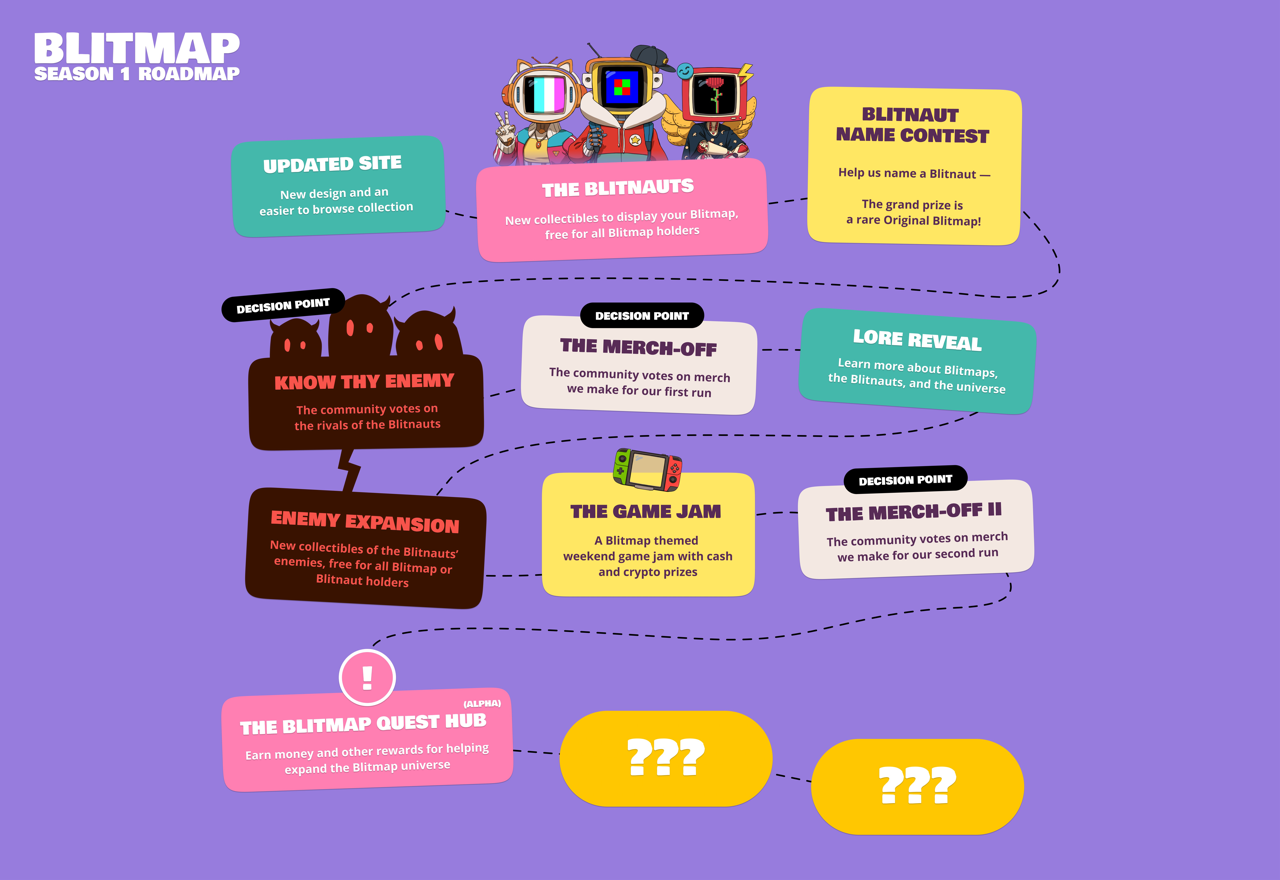 BLITMAP
SEASON 1 ROADMAP
UPDATED SITE
New design and an
easier to browse collection
THE BLITNAUTS
New collectibles to display your Blitmap,
free for all Blitmap holders
BLITNAUT
NAME CONTEST
Help us name a Blitnaut —
The grand prize is
a rare Original Blitmap!
DECISION POINT
KNOW THY ENEMY
The community votes on
the rivals of the Blitnauts
DECISION POINT
THE MERCH-OFF
The community votes on merch
we make for our first run
LORE REVEAL
Learn more about Blitmaps,
the Blitnauts, and the universe
ENEMY EXPANSION
New collectibles of the Blitnauts’
enemies, free for all Blitmap or
Blitnaut holders
THE GAME JAM
A Blitmap themed
weekend game jam with cash
and crypto prizes
DECISION POINT
THE MERCH-OFF II
The community votes on merch
we make for our second run
!
(ALPHA)
THE BLITMAP QUEST HUB
Earn money and other rewards for helping
expand the Blitmap universe
???
???